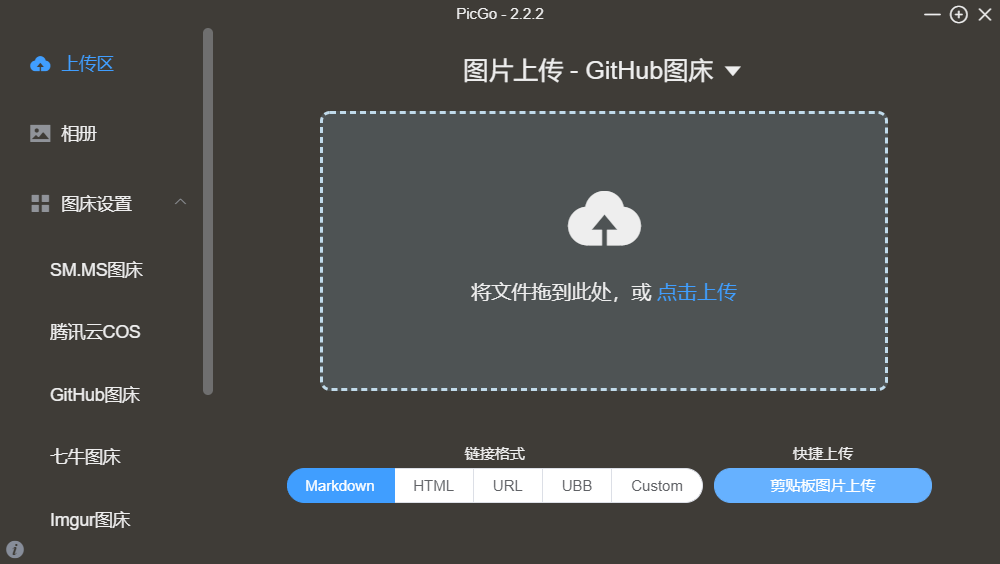 PicGo - 2.2.2
上传区
相册
图床设置
SM.MS图床
腾讯云COS
GitHub图床
七牛图床
Imgur图床
图片上传 - GitHub图床
将文件拖到此处，或 点击上传
链接格式
Markdown HTML URL UBB Custom
快捷上传
剪贴板图片上传